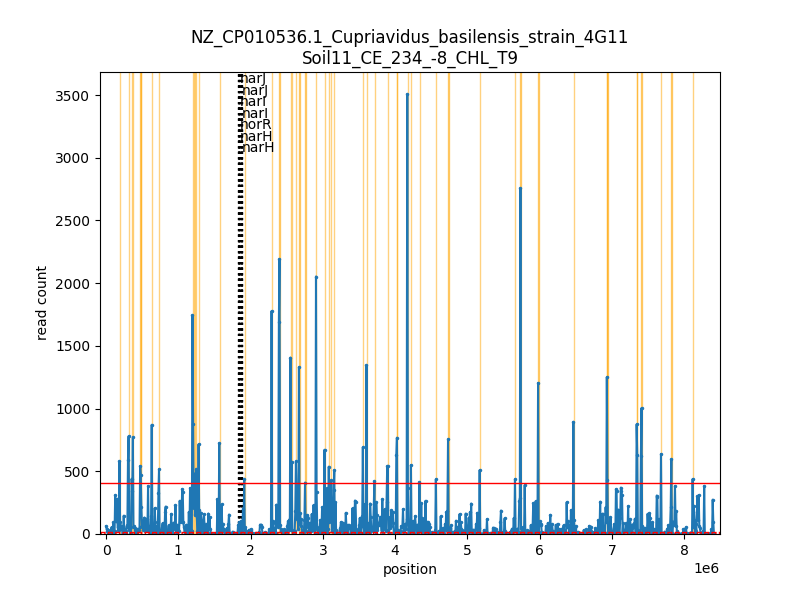 NZ_CP010536.1_Cupriavidus_basilensis_strain_4G11
Soil11_CE_234_-8_CHL_T9
narJ
narJ
narI
narI
norR
narH
narH
3500
3000
2500
2000
1500
1000
500
0
read count
0 1 2 3 4 5 6 7 8
1e6
position